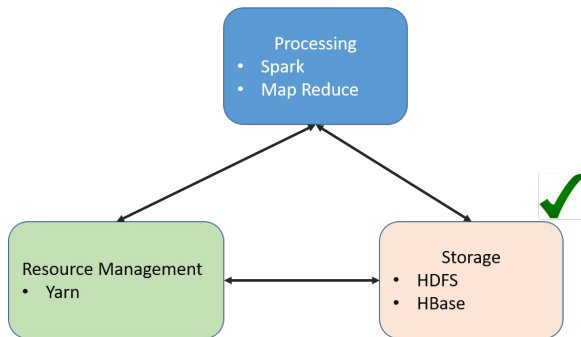 Processing
• Spark
• Map Reduce
Resource Management
• Yarn
Storage
• HDFS
• HBase